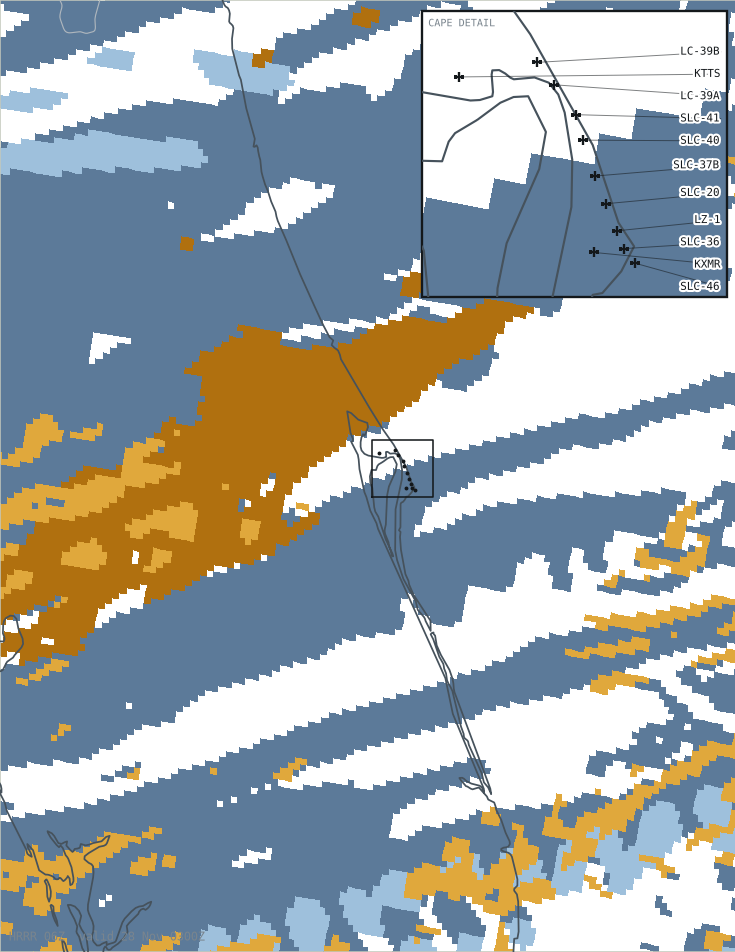 CAPE DETAIL
LC-39B
KTTS
LC-39A
SLC-41
SLC-40
SLC-37B
SLC-20
LZ-1
SLC-36
KXMR
SLC-46